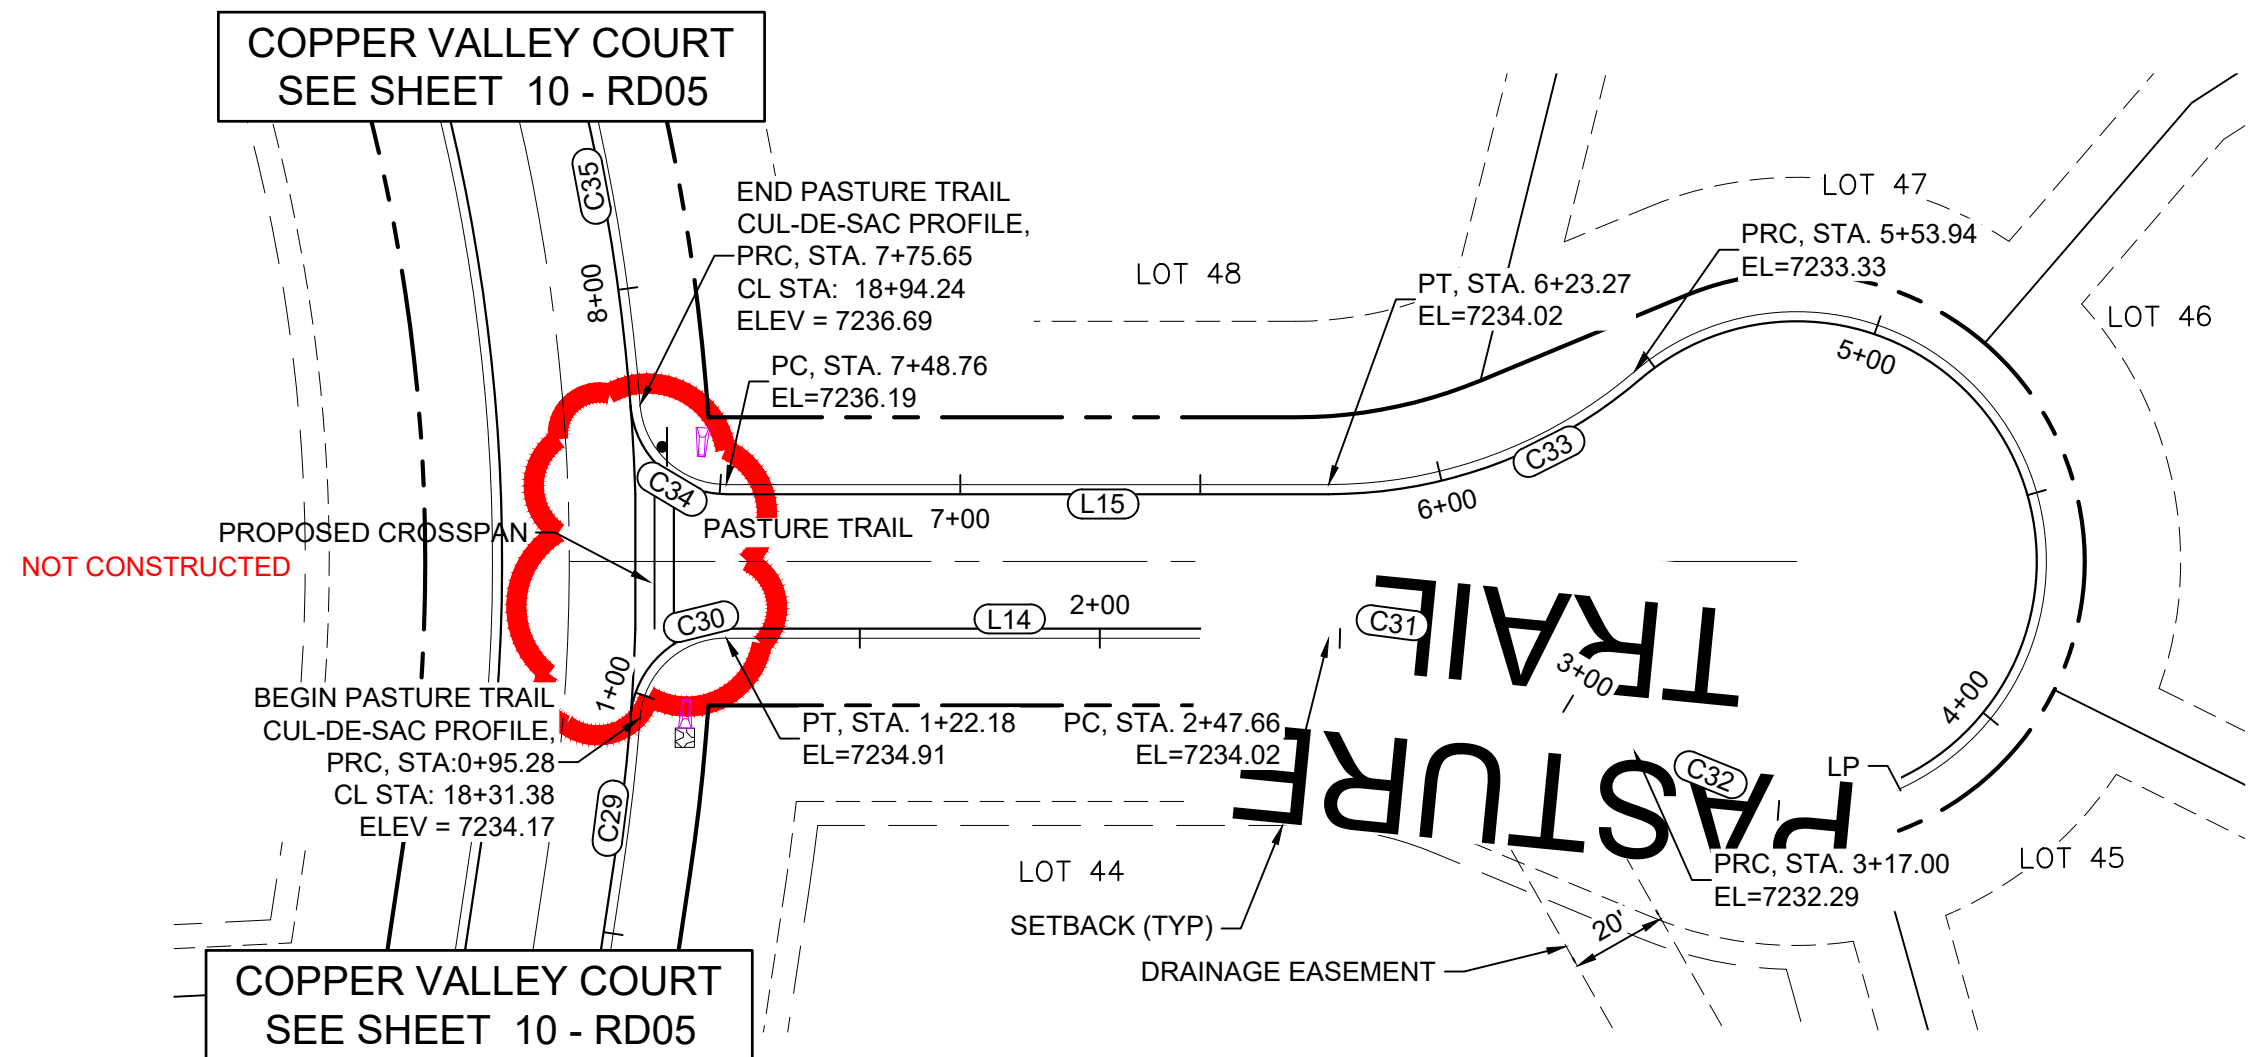 COPPER VALLEY COURT
SEE SHEET 10 - RD05
C35
8+00
END PASTURE TRAIL
CUL-DE-SAC PROFILE,
PRC, STA. 7+75.65
CL STA: 18+94.24
ELEV = 7236.69
PC, STA. 7+48.76
EL=7236.19
LOT 48
PT, STA. 6+23.27
EL=7234.02
LOT 47
PRC, STA. 5+53.94
EL=7233.33
LOT 46
5+00
C33
6+00
L15
7+00
C34
PASTURE TRAIL
PROPOSED CROSSPAN
NOT CONSTRUCTED
C30
L14
2+00
C31
3+00
4+00
PASTURE
TRAIL
1+00
BEGIN PASTURE TRAIL
CUL-DE-SAC PROFILE,
PRC, STA:0+95.28
CL STA: 18+31.38
ELEV = 7234.17
C29
PT, STA. 1+22.18
EL=7234.91
PC, STA. 2+47.66
EL=7234.02
C32
LP
PRC, STA. 3+17.00
EL=7232.29
LOT 45
LOT 44
SETBACK (TYP)
20'
DRAINAGE EASEMENT
COPPER VALLEY COURT
SEE SHEET 10 - RD05